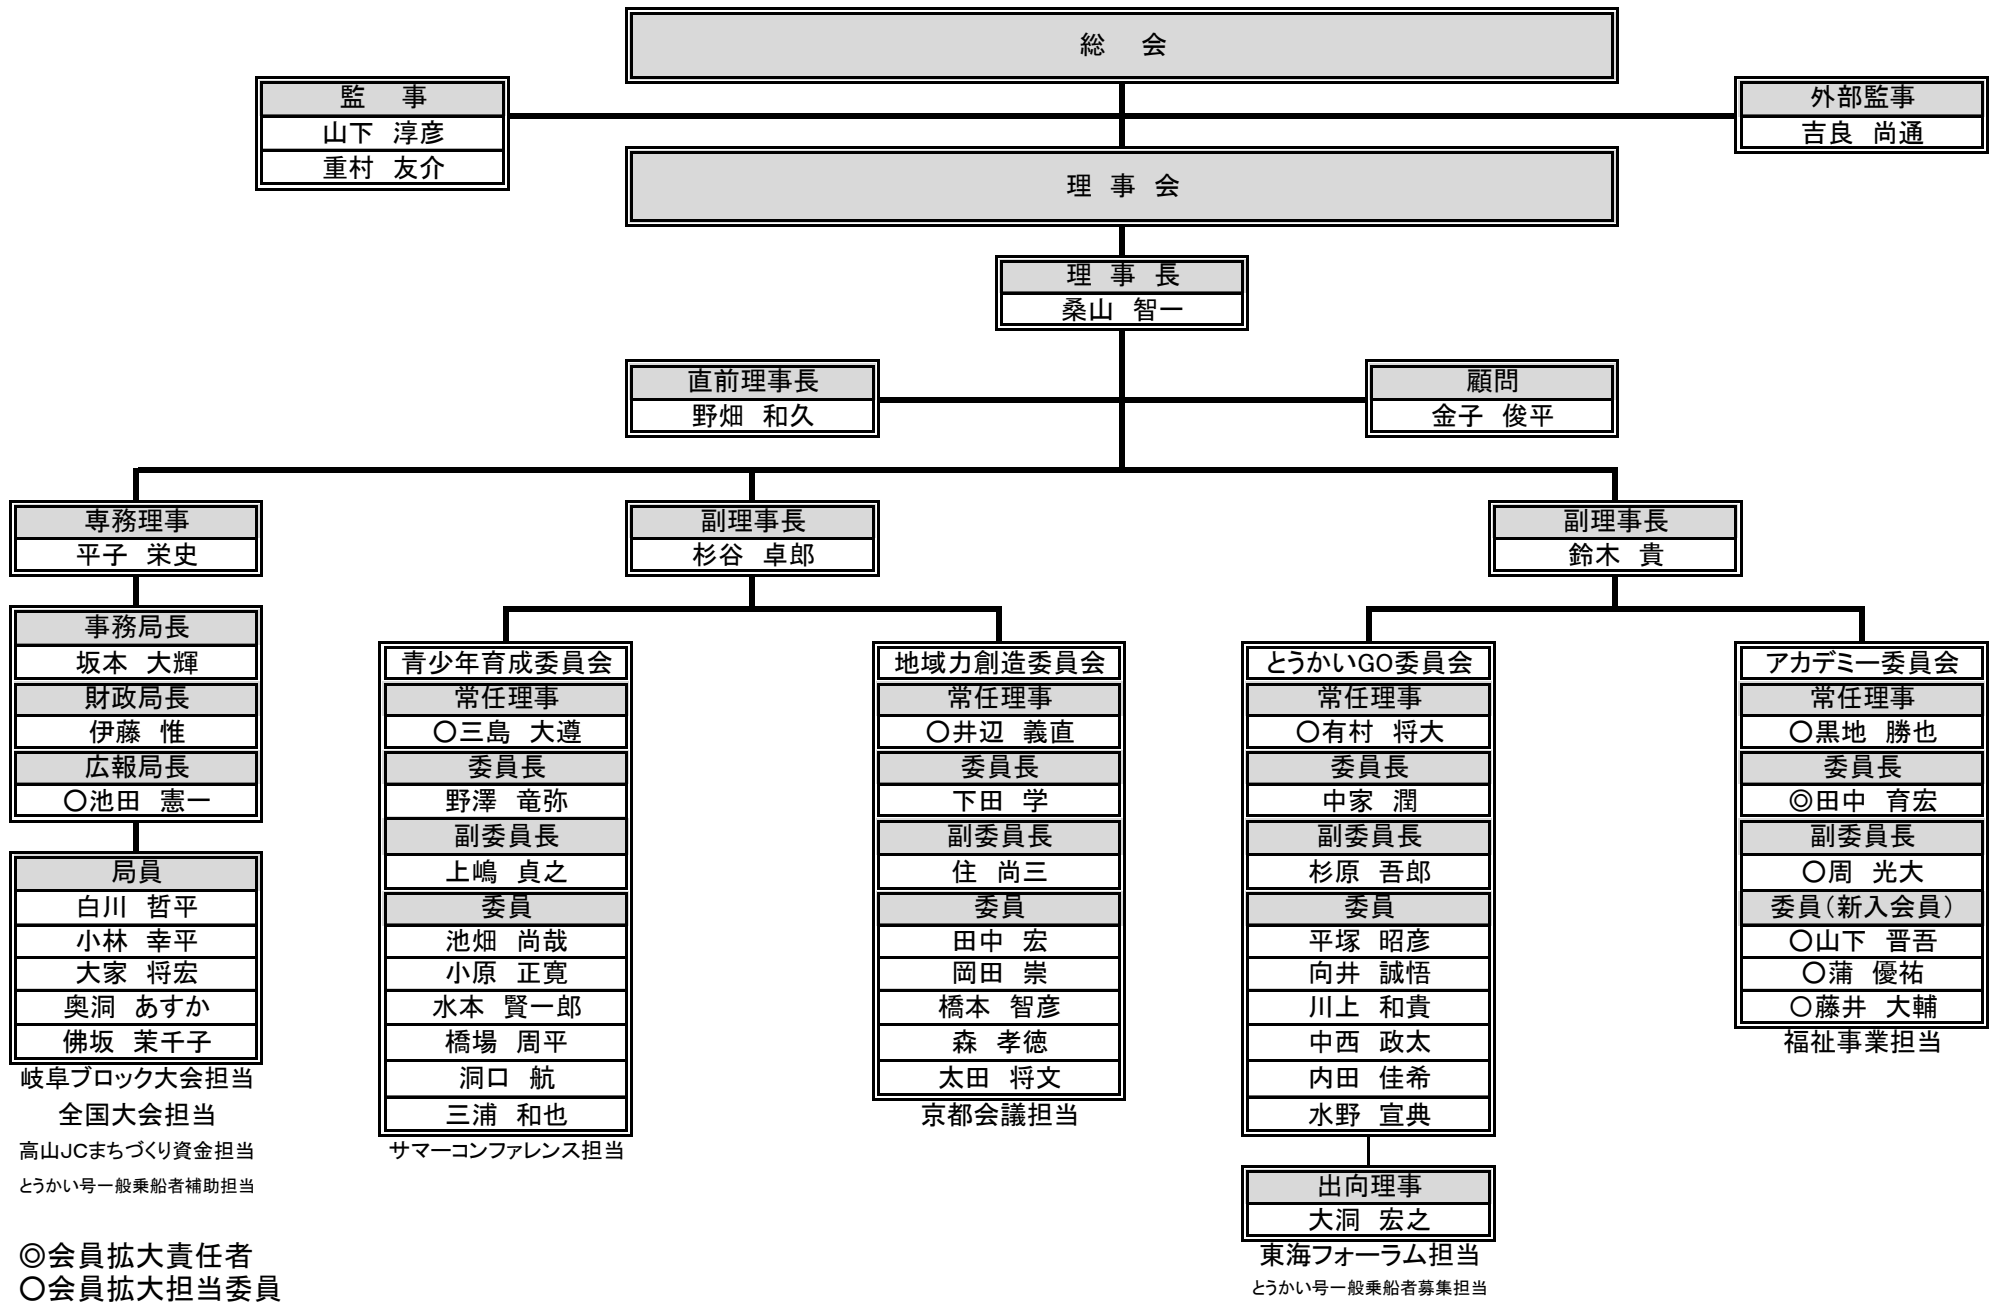 総　会
監　事
山下　淳彦
重村　友介
外部監事
吉良　尚通
理 事 会
理 事 長
桑山　智一
直前理事長
野畑　和久
顧問
金子　俊平
専務理事
平子　栄史
事務局長
坂本　大輝
財政局長
伊藤　惟
広報局長
○池田　憲一
局員
白川　哲平
小林　幸平
大家　将宏
奥洞　あすか
佛坂　茉千子
岐阜ブロック大会担当
全国大会担当
高山JCまちづくり資金担当
とうかい号一般乗船者補助担当
副理事長
杉谷　卓郎
青少年育成委員会
常任理事
○三島　大遵
委員長
野澤　竜弥
副委員長
上嶋　貞之
委員
池畑　尚哉
小原　正寛
水本　賢一郎
橋場　周平
洞口　航
三浦　和也
サマーコンファレンス担当
地域力創造委員会
常任理事
○井辺　義直
委員長
下田　学
副委員長
住　尚三
委員
田中　宏
岡田　崇
橋本　智彦
森　孝徳
太田　将文
京都会議担当
副理事長
鈴木　貴
とうかいGO委員会
常任理事
○有村　将大
委員長
中家　潤
副委員長
杉原　吾郎
委員
平塚　昭彦
向井　誠悟
川上　和貴
中西　政太
内田　佳希
水野　宣典
出向理事
大洞　宏之
東海フォーラム担当
とうかい号一般乗船者募集担当
アカデミー委員会
常任理事
○黒地　勝也
委員長
◎田中　育宏
副委員長
○周　光大
委員（新入会員）
○山下　晋吾
○蒲　優祐
○藤井　大輔
福祉事業担当
◎会員拡大責任者
○会員拡大担当委員